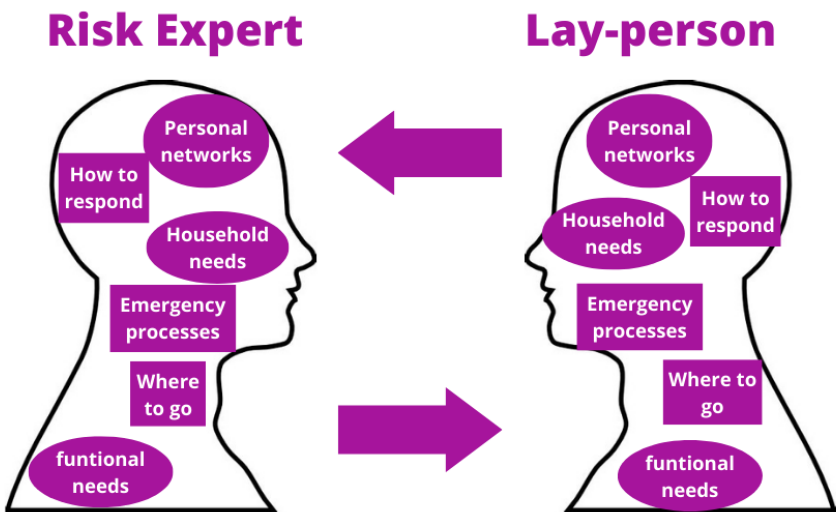 Risk Expert
Lay-person
Personal
networks
How to
respond
Household
needs
Emergency
processes
Where
to go
funtional
needs
Personal
networks
How to
respond
Household
needs
Emergency
processes
Where to
go
funtional
needs